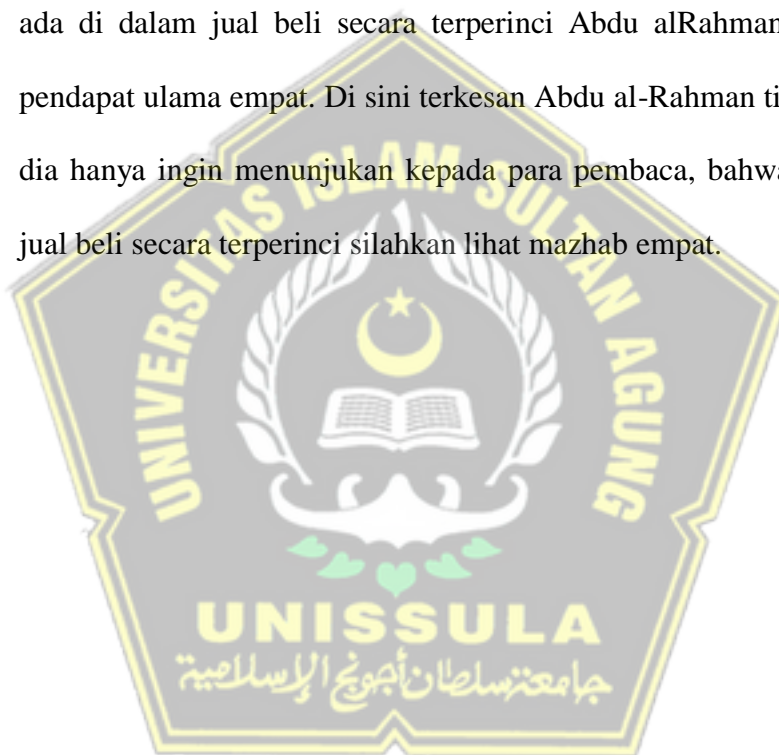 ada di dalam jual beli secara terperinci Abdu alRahman
pendapat ulama empat. Di sini terkesan Abdu al-Rahman ti
dia hanya ingin menunjukan kepada para pembaca, bahwa
jual beli secara terperinci silahkan lihat mazhab empat.
UNIVERSITAS ISLAM SULTAN AGUNG
UNISSULA
جامعة سلطان أجونج الإسلامية